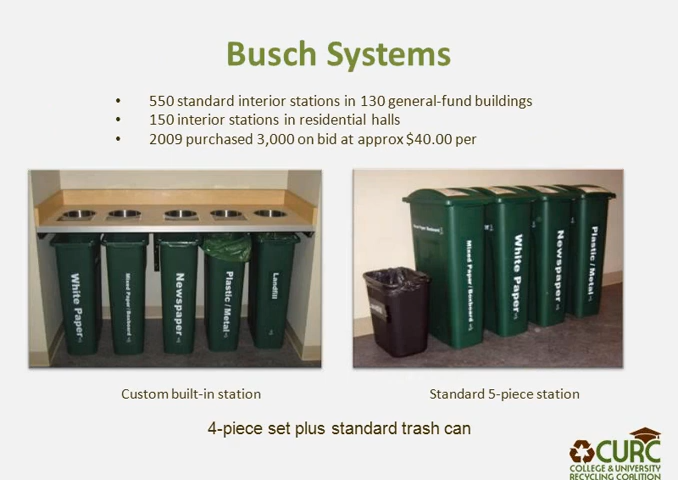 Busch Systems
• 550 standard interior stations in 130 general-fund buildings
• 150 interior stations in residential halls
• 2009 purchased 3,000 on bid at approx $40.00 per
White Paper
Mixed Paper/Boxboard
Newspaper
Plastic / Metal
Landfill
Mixed Paper/Boxboard
White Paper
Newspaper
Plastic / Metal
Custom built-in station
Standard 5-piece station
4-piece set plus standard trash can
CURC
COLLEGE & UNIVERSITY
RECYCLING COALITION